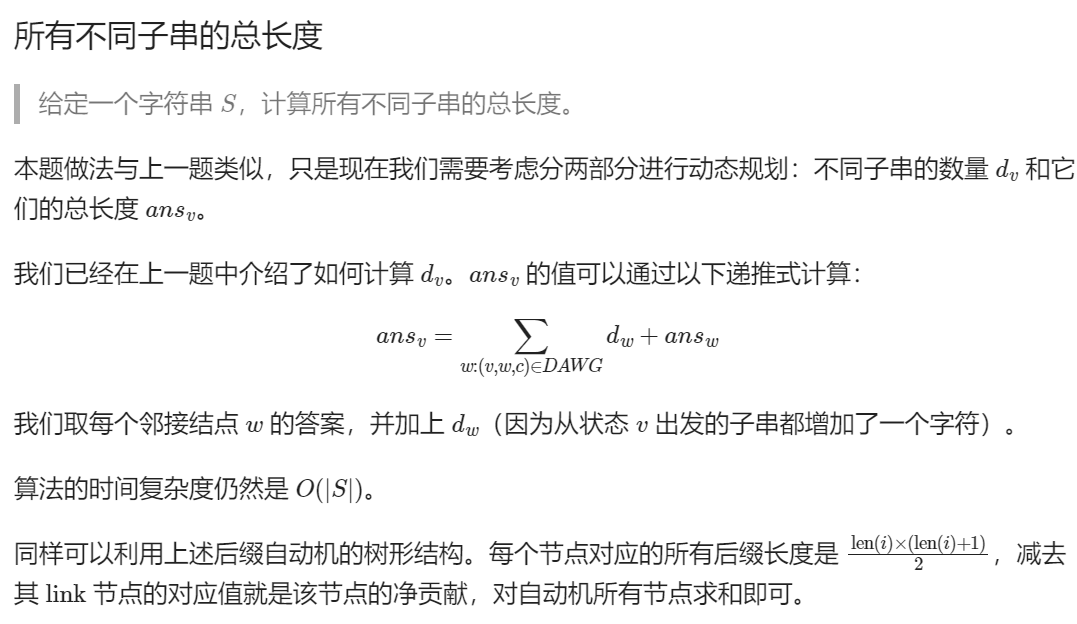 所有不同子串的总长度
给定一个字符串 S，计算所有不同子串的总长度。
本题做法与上一题类似，只是现在我们需要考虑分两部分进行动态规划：不同子串的数量 d_v 和它
们的总长度 ans_v。
我们已经在上一题中介绍了如何计算 d_v。ans_v 的值可以通过以下递推式计算：
ans_v = ∑_{w:(v,w,c)∈DAWG} d_w + ans_w
我们取每个邻接结点 w 的答案，并加上 d_w（因为从状态 v 出发的子串都增加了一个字符）。
算法的时间复杂度仍然是 O(|S|)。
同样可以利用上述后缀自动机的树形结构。每个节点对应的所有后缀长度是 \frac{len(i)×(len(i)+1)}{2}，减去
其 link 节点的对应值就是该节点的净贡献，对自动机所有节点求和即可。